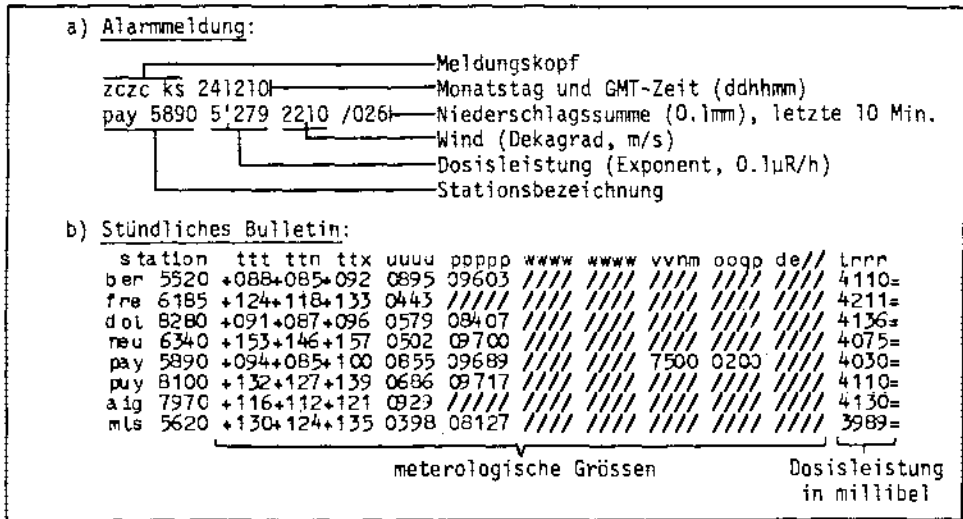 a) Alarmmeldung:
Meldungskopf
zczc ks 241210 Monatstag und GMT-Zeit (ddhhmm)
pay 5890 5'279 2210 /026 Niederschlagssumme (0.1mm), letzte 10 Min.
Wind (Dekagrad, m/s)
Dosisleistung (Exponent, 0.1µR/h)
Stationsbezeichnung
b) Stündliches Bulletin:
station ttt ttn ttx uuuu ppppp wwww wwww vvnm ooqp de// irrr
ber 5520 +088+085+092 0895 09603 //// //// //// //// //// 4110=
fre 6185 +124+118+133 0443 ///// //// //// //// //// //// 4211=
dol 8280 +091+087+096 0579 08407 //// //// //// //// //// 4136=
neu 6340 +153+146+157 0502 09700 //// //// //// //// //// 4075=
pay 5890 +094+085+100 0855 09689 //// //// 7500 0200 //// 4030=
puy 8100 +132+127+139 0686 09717 //// //// //// //// //// 4110=
aig 7970 +116+112+121 0929 ///// //// //// //// //// //// 4130=
mls 5620 +130+124+135 0398 08127 //// //// //// //// //// 3989=
meterologische Grössen Dosisleistung
in millibel